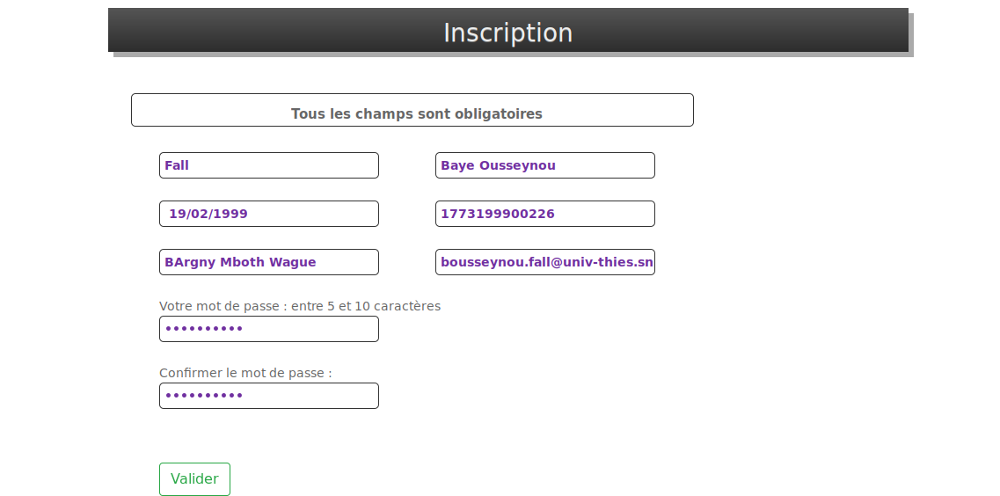 Inscription
Tous les champs sont obligatoires
Fall
Baye Ousseynou
19/02/1999
1773199900226
BArgny Mboth Wague
bousseynou.fall@univ-thies.sn
Votre mot de passe : entre 5 et 10 caractères
••••••••••
Confirmer le mot de passe :
••••••••••
Valider